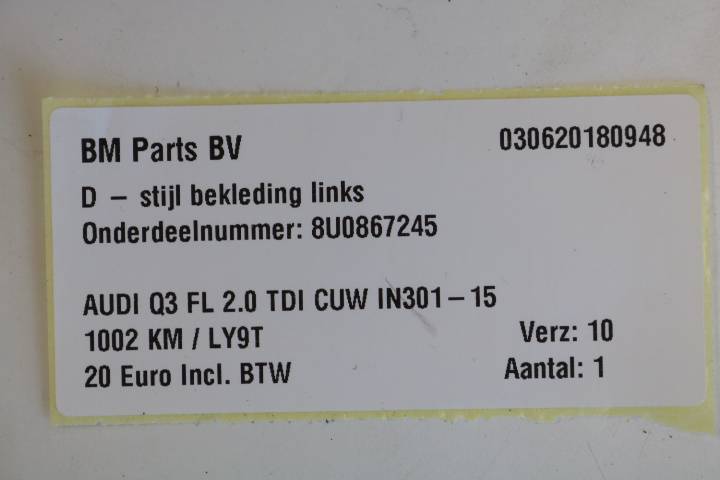 BM Parts BV 030620180948
D – stijl bekleding links
Onderdeelnummer: 8U0867245
AUDI Q3 FL 2.0 TDI CUW IN301–15
1002 KM / LY9T Verz: 10
20 Euro Incl. BTW Aantal: 1